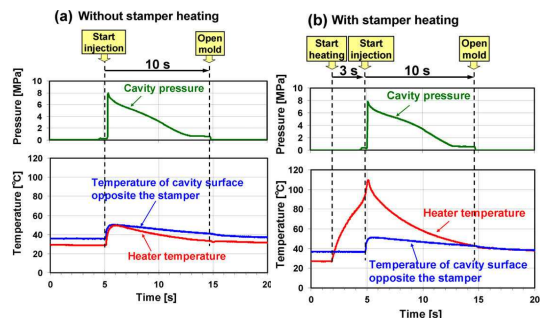 (a) Without stamper heating
Start
injection
Open
mold
10 s
Pressure [MPa]
10
8
6
4
2
0
Cavity pressure
Temperature [°C]
120
100
80
60
40
20
0
Temperature of cavity surface
opposite the stamper
Heater temperature
0
5
10
15
20
Time [s]
(b) With stamper heating
Start
heating
Start
injection
Open
mold
3 s
10 s
Pressure [MPa]
10
8
6
4
2
0
Cavity pressure
Temperature [°C]
120
100
80
60
40
20
0
Heater temperature
Temperature of cavity surface
opposite the stamper
0
5
10
15
20
Time [s]